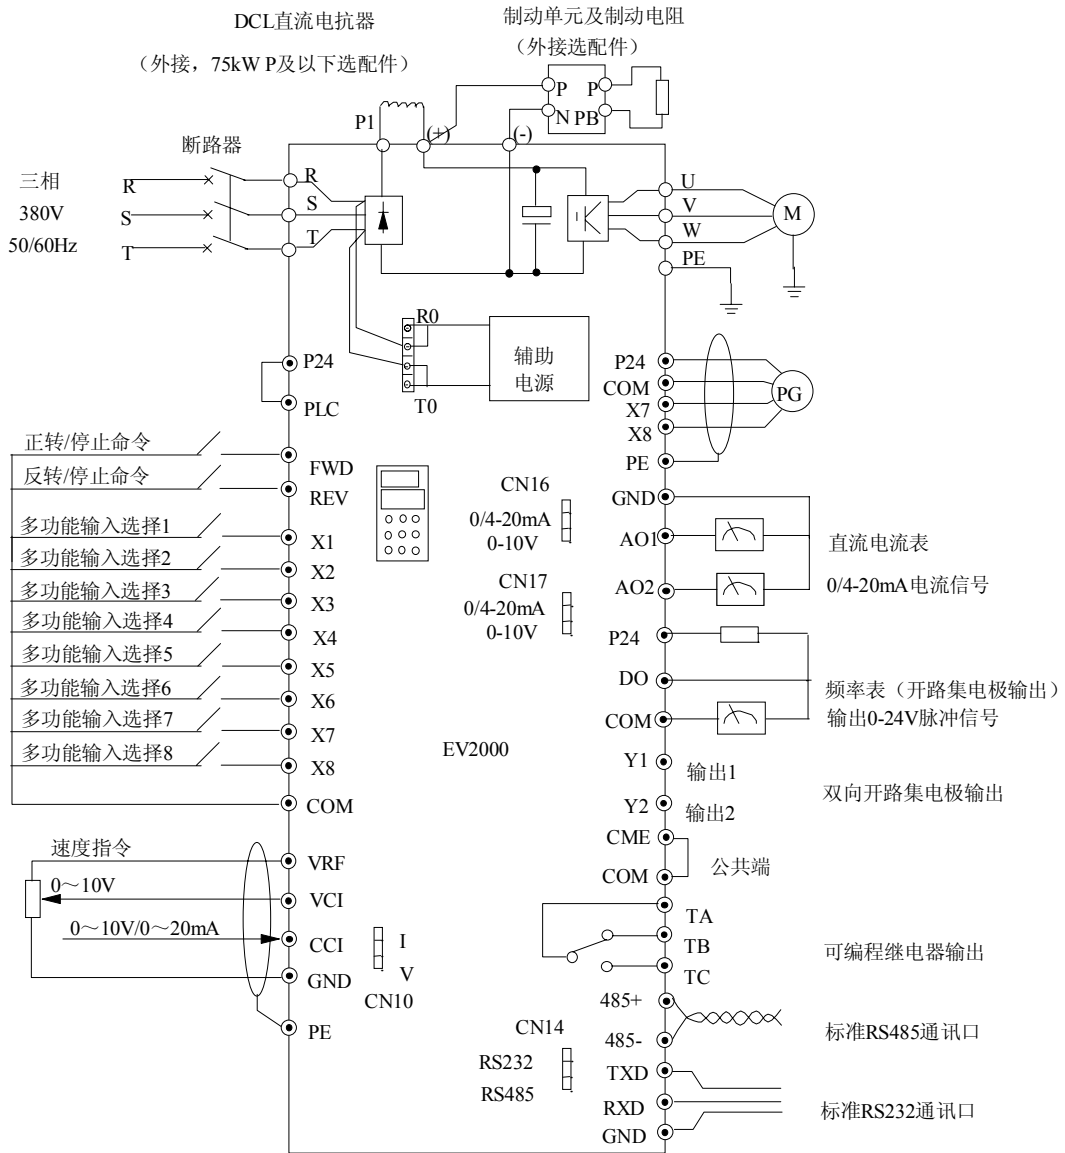 DCL直流电抗器
（外接，75kW P及以下选配件）
制动单元及制动电阻
（外接选配件）
P P
N PB
P1
(+)
(-)
断路器
三相
380V
50/60Hz
R
S
T
R
S
T
U
V
W
M
PE
R0
T0
辅助
电源
P24
PLC
正转/停止命令
FWD
反转/停止命令
REV
多功能输入选择1
X1
多功能输入选择2
X2
多功能输入选择3
X3
多功能输入选择4
X4
多功能输入选择5
X5
多功能输入选择6
X6
多功能输入选择7
X7
多功能输入选择8
X8
COM
速度指令
VRF
0～10V
VCI
0～10V/0～20mA
CCI
GND
PE
I
V
CN10
CN16
0/4-20mA
0-10V
CN17
0/4-20mA
0-10V
EV2000
CN14
RS232
RS485
P24
COM
X7
X8
PG
PE
GND
AO1
AO2
直流电流表
0/4-20mA电流信号
P24
DO
COM
频率表（开路集电极输出）
输出0-24V脉冲信号
Y1
输出1
Y2
输出2
双向开路集电极输出
CME
COM
公共端
TA
TB
TC
可编程继电器输出
485+
485-
标准RS485通讯口
TXD
RXD
GND
标准RS232通讯口